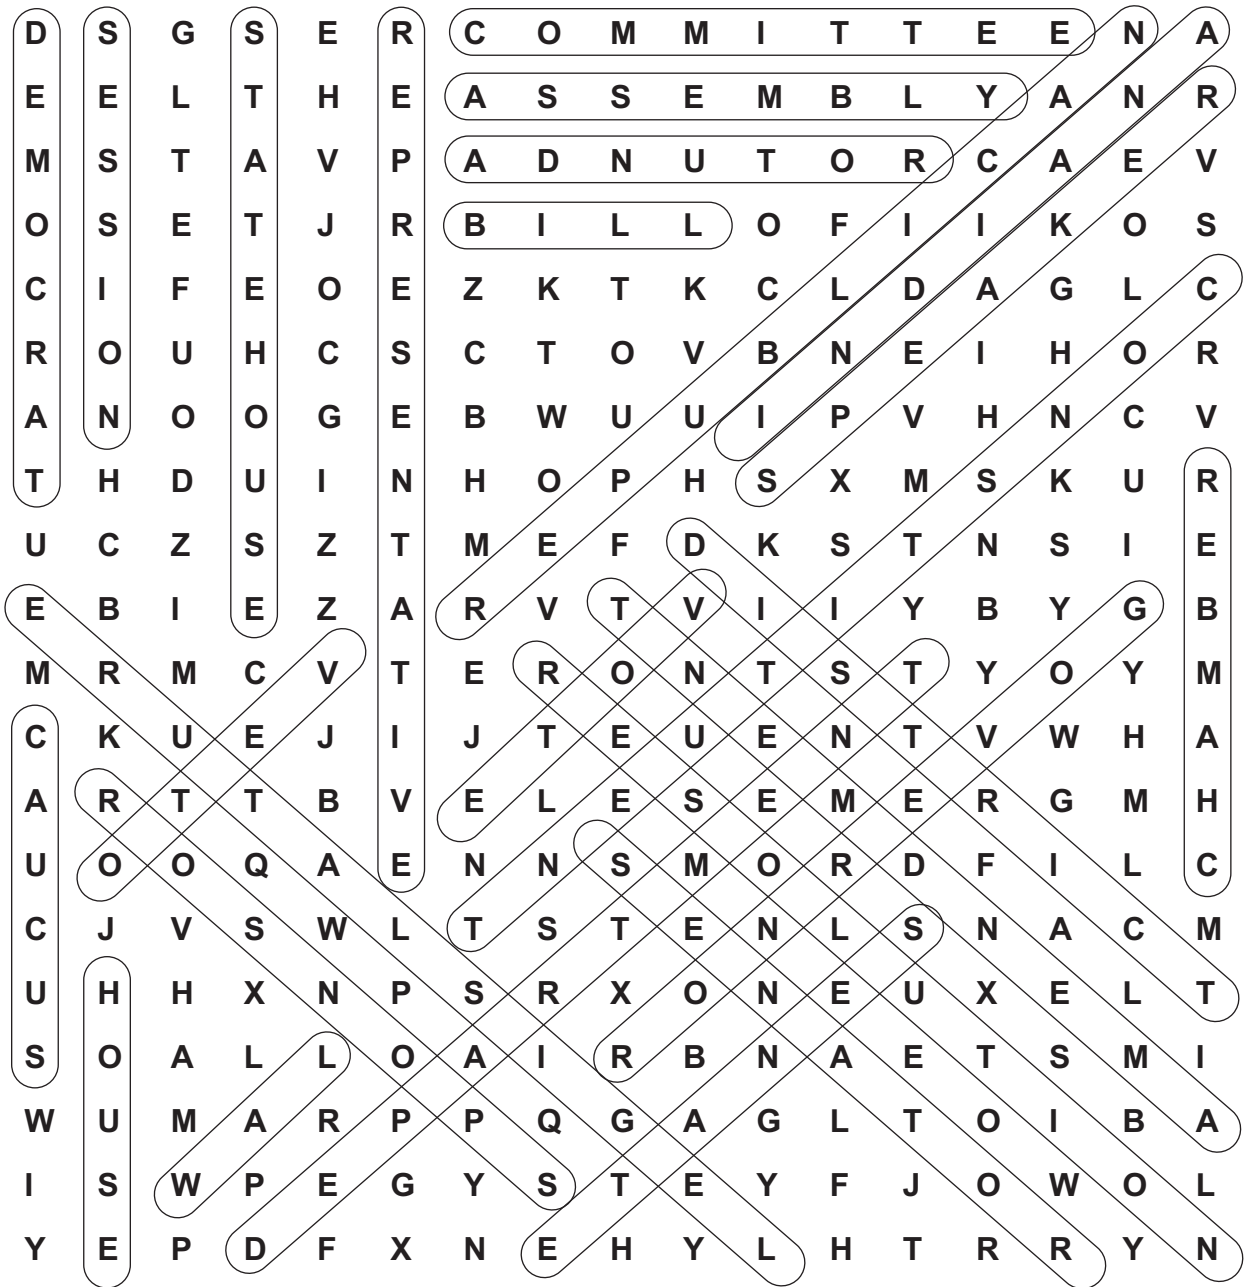 D S G S E R C O M M I T T E E N A
E E L T H E A S S E M B L Y A N R
M S T A V P A D N U T O R C A E V
O S E T J R B I L L O F I I K O S
C I F E O E Z K T K C L D A G L C
R O U H C S C T O V B N E I H O R
A N O O G E B W U U I P V H N C V
T H D U I N H O P H S X M S K U R
U C Z S Z T M E F D K S T N S I E
E B I E Z A R V T V I I Y B Y G B
M R M C V T E R O N T S T Y O Y M
C K U E J I J T E U E N T V W H A
A R T T B V E L E S E M E R G M H
U O O Q A E N N S M O R D F I L C
C J V S W L T S T E N L S N A C M
U H H X N P S R X O N E U X E L T
S O A L L O A I R B N A E T S M I
W U M A R P P Q G A G L T O I B A
I S W P E G Y S T E Y F J O W O L
Y E P D F X N E H Y L H T R R Y N